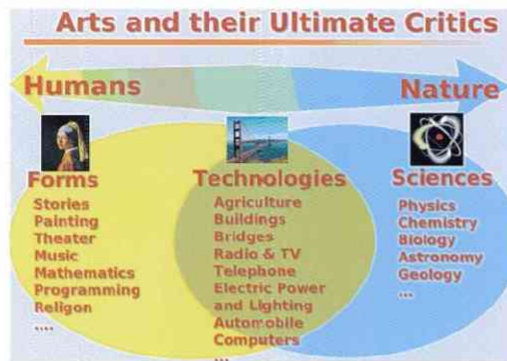 Arts and their Ultimate Critics
Humans
Nature
Forms
Stories
Painting
Theater
Music
Mathematics
Programming
Religon
....
Technologies
Agriculture
Buildings
Bridges
Radio & TV
Telephone
Electric Power
and Lighting
Automobile
Computers
...
Sciences
Physics
Chemistry
Biology
Astronomy
Geology
...